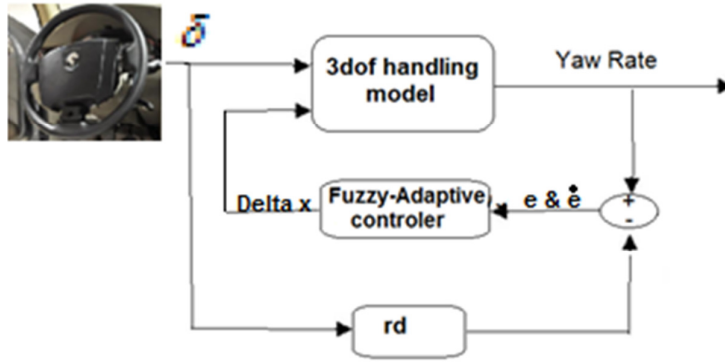 δ
3dof handling
model
Yaw Rate
Delta x
Fuzzy-Adaptive
controler
e & ė
+
-
rd